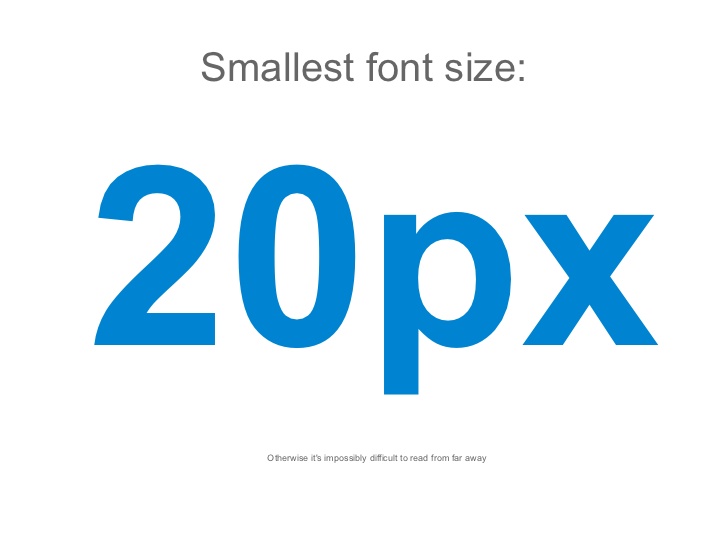 Smallest font size:
20px
Otherwise it's impossibly difficult to read from far away